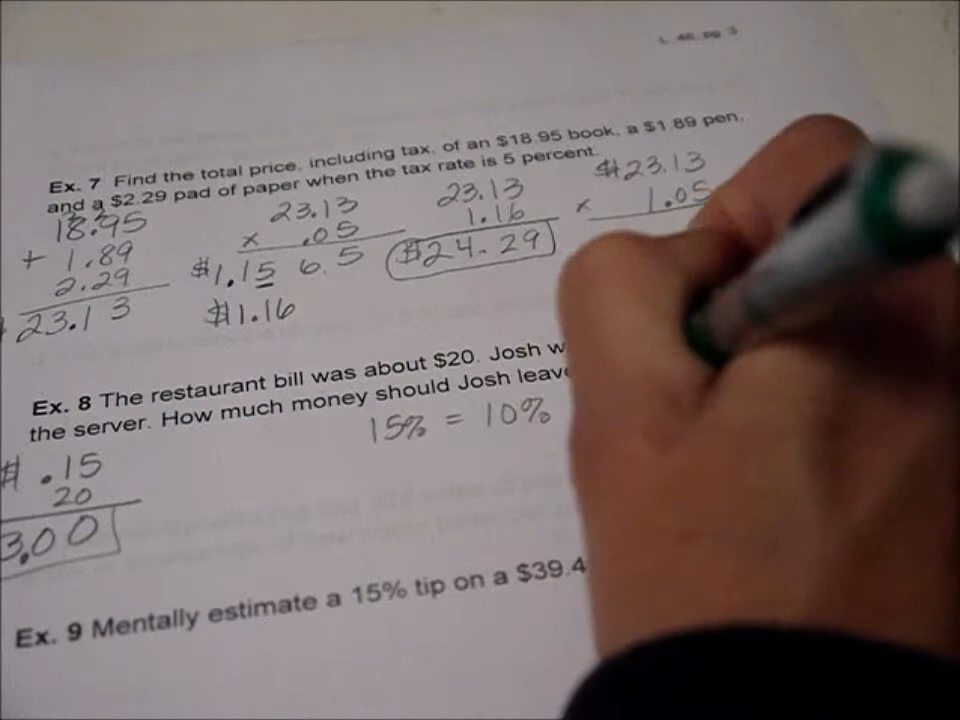 L. 46, pg. 3
Ex. 7 Find the total price, including tax, of an $18.95 book, a $1.89 pen,
and a $2.29 pad of paper when the tax rate is 5 percent.
18.95
+ 1.89
2.29
23.13
23.13
x .05
$1.15 6.5
$1.16
23.13
1.16
$24.29
$23.13
x 1.05
Ex. 8 The restaurant bill was about $20. Josh w
the server. How much money should Josh leave
15% = 10%
$ .15
20
3.00
Ex. 9 Mentally estimate a 15% tip on a $39.4